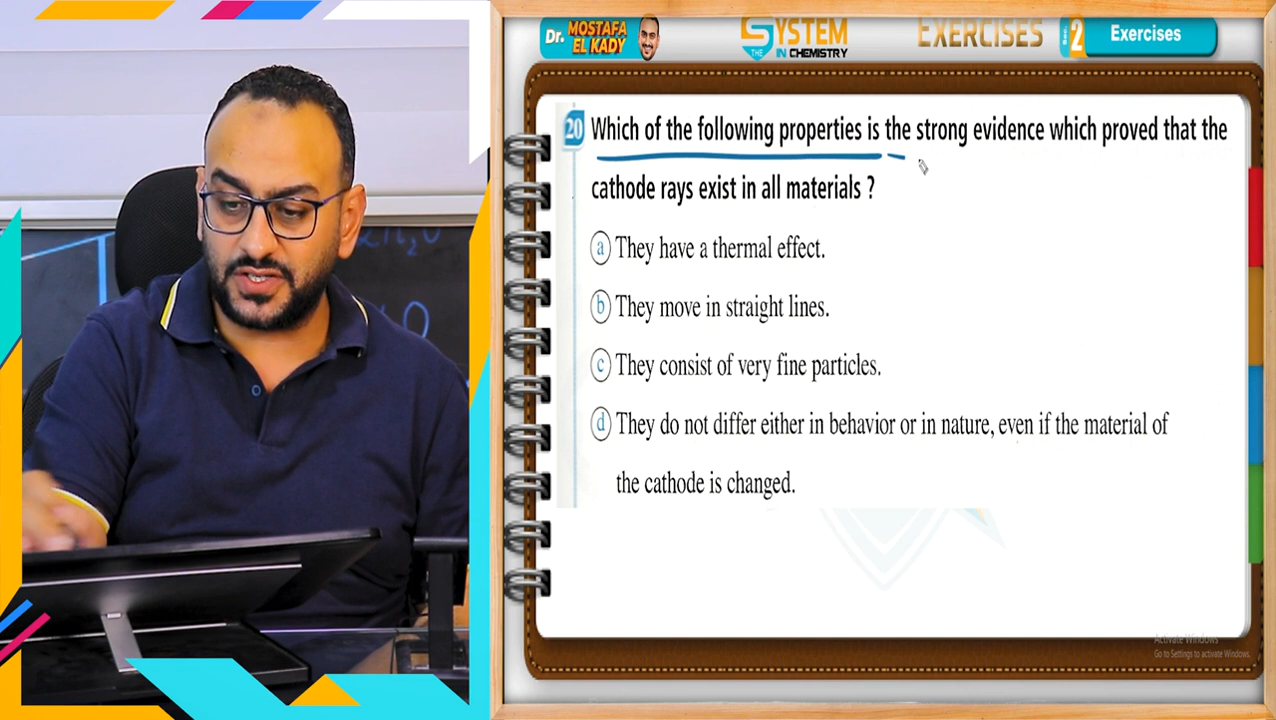 Dr. MOSTAFA EL KADY
SYSTEM
THE IN CHEMISTRY
EXERCISES
Sec. 2 Exercises
20 Which of the following properties is the strong evidence which proved that the
cathode rays exist in all materials ?
a They have a thermal effect.
b They move in straight lines.
c They consist of very fine particles.
d They do not differ either in behavior or in nature, even if the material of
the cathode is changed.
Activate Windows
Go to Settings to activate Windows.